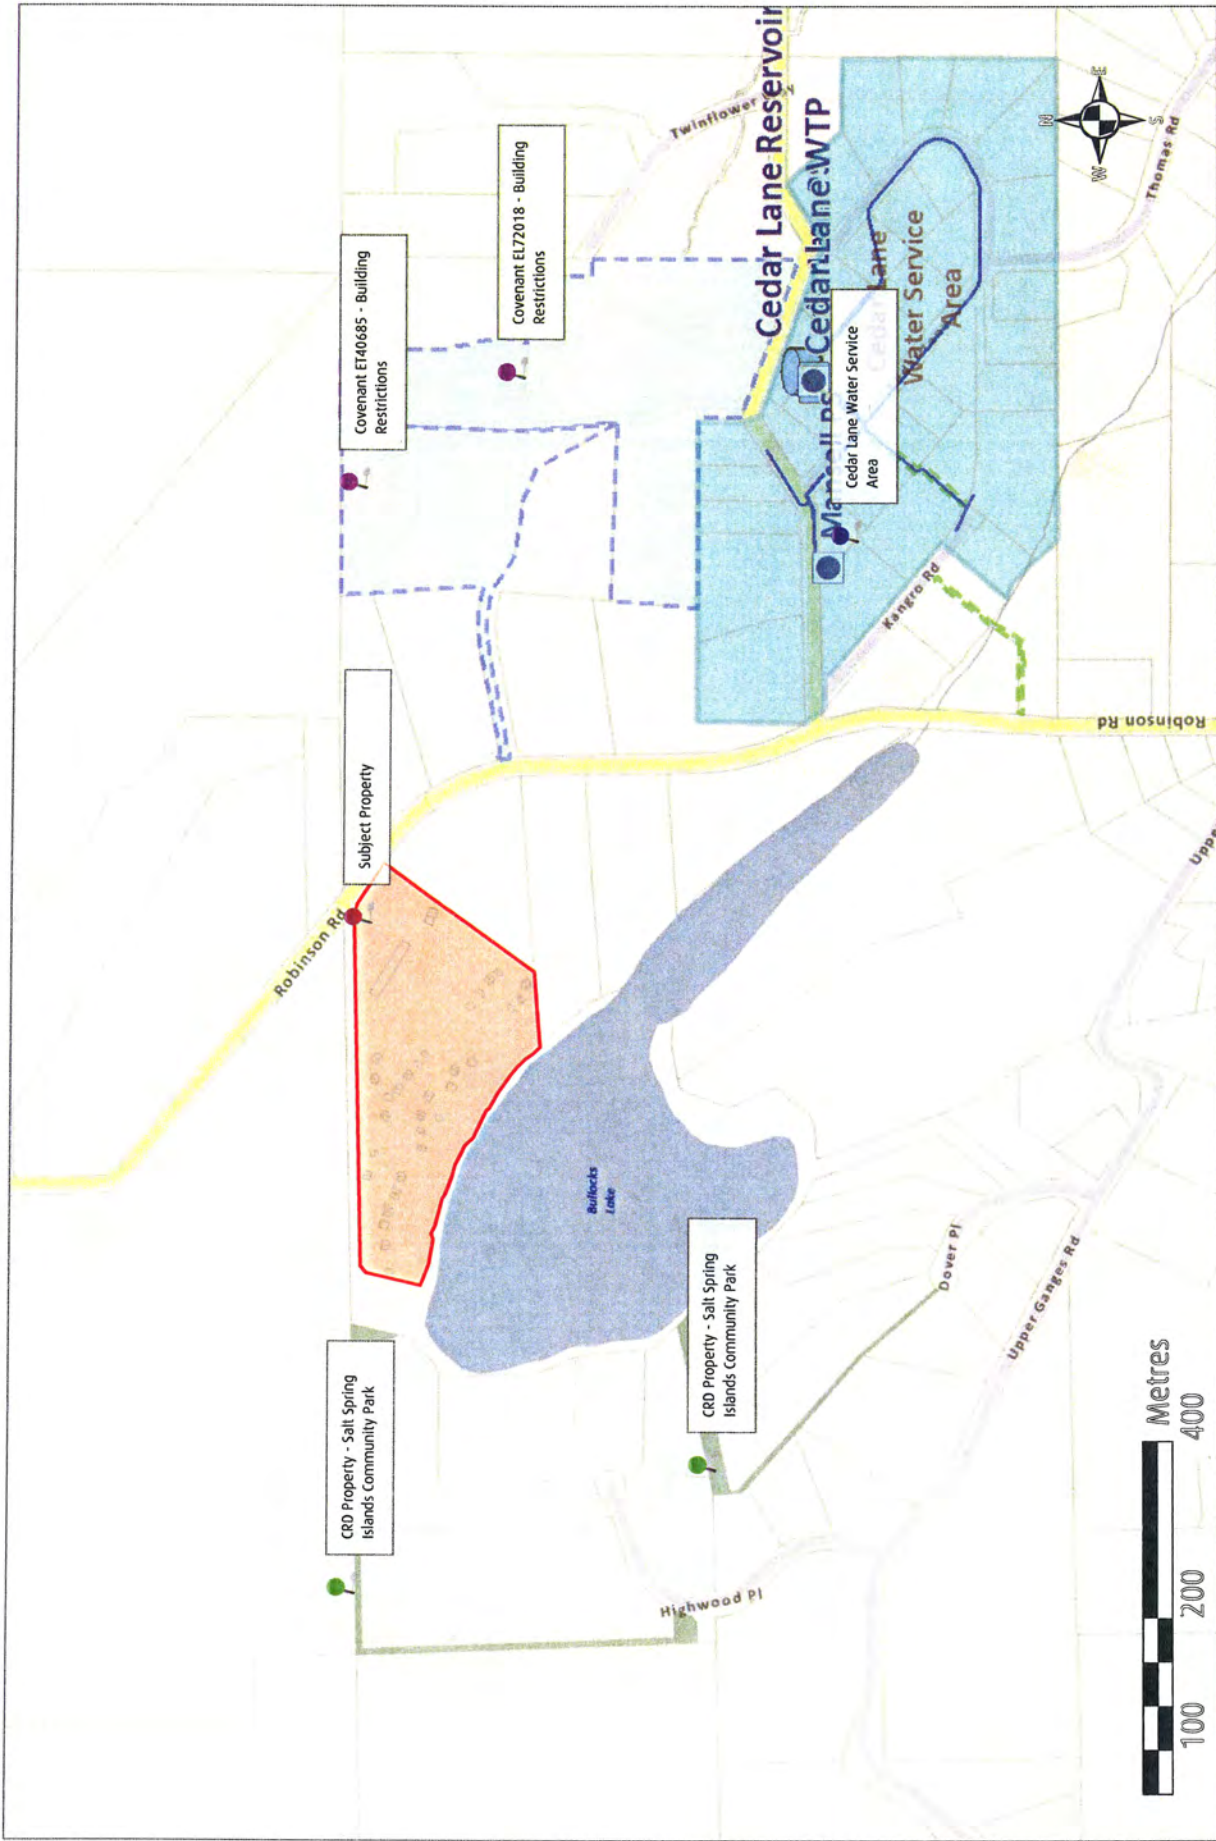 CRD Property - Salt Spring
Islands Community Park
Subject Property
Covenant ET40685 - Building
Restrictions
Covenant EL72018 - Building
Restrictions
Robinson Rd
Twinflower
Cedar Lane Reservoir
Cedar Lane WTP
Cedar Lane
Water Service
Area
Cedar Lane Water Service
Area
Bullocks
Lake
CRD Property - Salt Spring
Islands Community Park
Highwood Pl
Dover Pl
Upper Ganges Rd
Kangro Rd
Robinson Rd
Thomas Rd
Upper
N
E
S
W
Metres
100
200
400